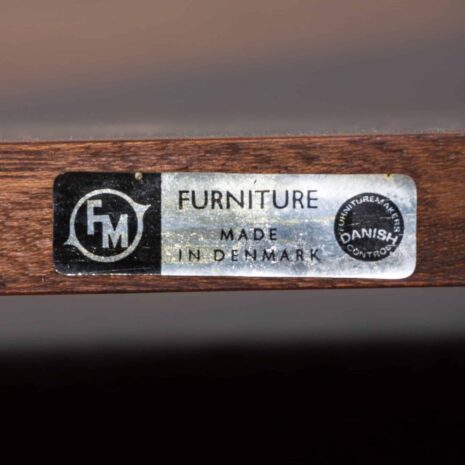 FM
FURNITURE
MADE
IN DENMARK
FURNITUREMAKERS
DANISH
CONTROL